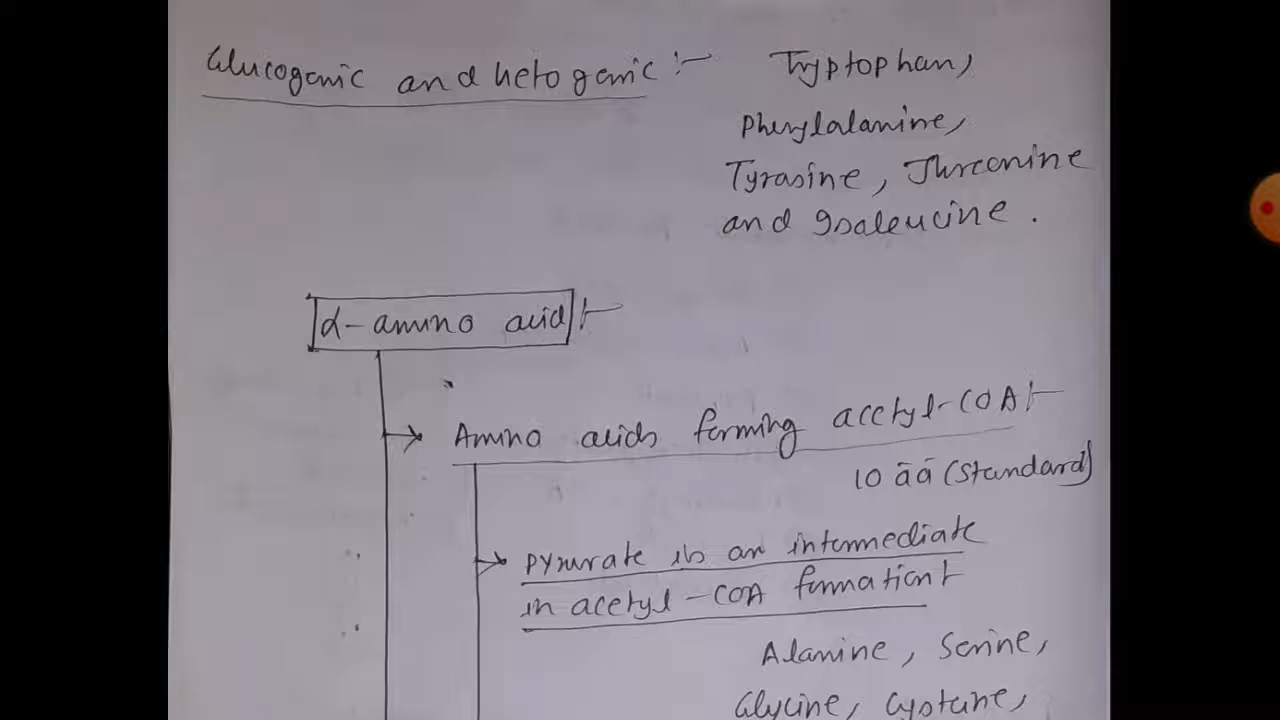 Glucogenic and ketogenic :- Tryptophan,
Phenylalanine,
Tyrosine, Threonine
and Isoleucine.
α-amino acid :-
→ Amino acids forming acetyl-COA :-
10 āā (Standard)
→ Pyruvate is an intermediate
in acetyl-COA formation :-
Alanine, Serine,
Glycine, Cysteine,